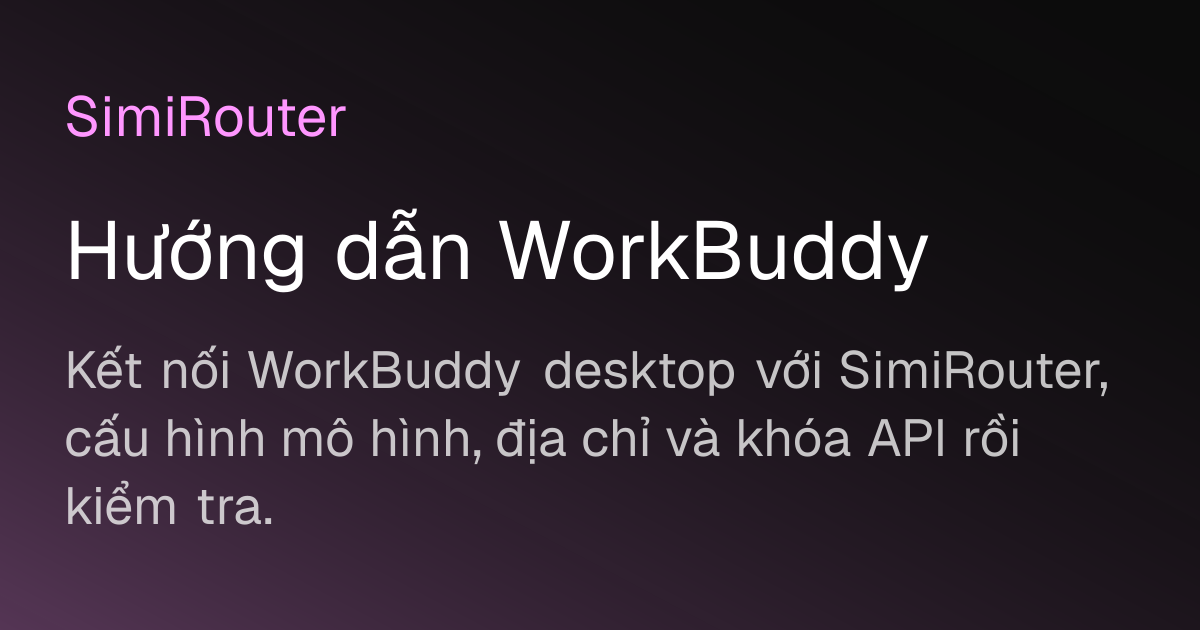 SimiRouter
Hướng dẫn WorkBuddy
Kết nối WorkBuddy desktop với SimiRouter,
cấu hình mô hình, địa chỉ và khóa API rồi
kiểm tra.